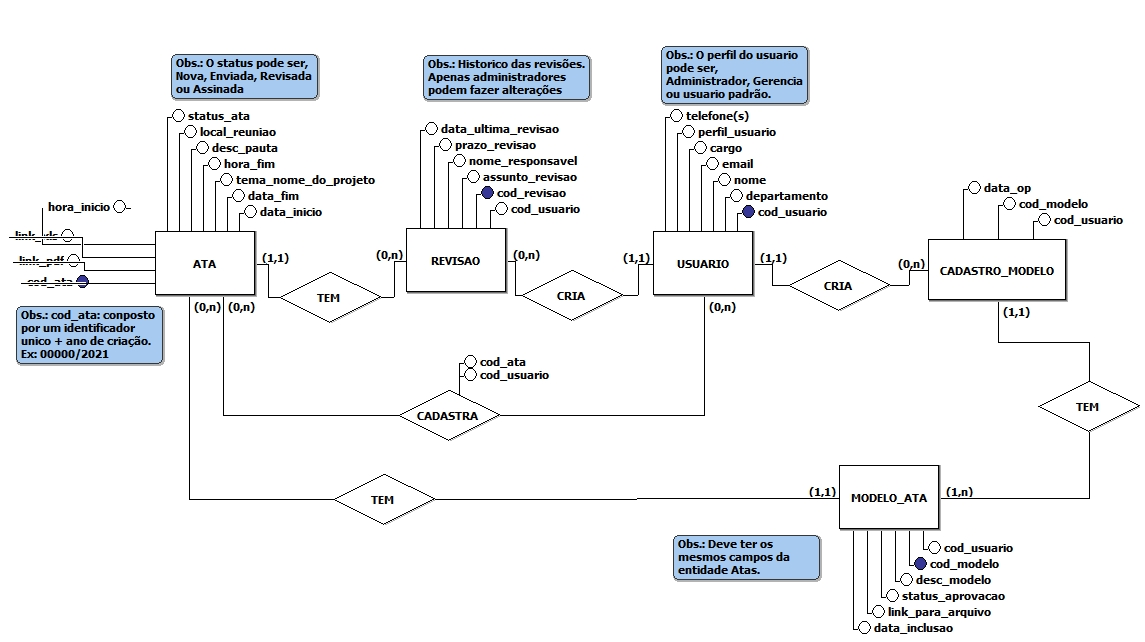 Obs.: O status pode ser,
Nova, Enviada, Revisada
ou Assinada
Obs.: Historico das revisões.
Apenas administradores
podem fazer alterações
Obs.: O perfil do usuario
pode ser,
Administrador, Gerencia
ou usuario padrão.
status_ata
local_reuniao
desc_pauta
hora_fim
tema_nome_do_projeto
data_fim
data_inicio
hora_inicio
link_pdf
cod_ata
ATA
Obs.: cod_ata: conposto
por um identificador
unico + ano de criação.
Ex: 00000/2021
(1,1)
(0,n)
(0,n)
TEM
(0,n)
data_ultima_revisao
prazo_revisao
nome_responsavel
assunto_revisao
cod_revisao
cod_usuario
REVISAO
(0,n)
CRIA
(1,1)
telefone(s)
perfil_usuario
cargo
email
nome
departamento
cod_usuario
USUARIO
(1,1)
(0,n)
CRIA
(0,n)
data_op
cod_modelo
cod_usuario
CADASTRO_MODELO
(1,1)
cod_ata
cod_usuario
CADASTRA
TEM
TEM
(1,1)
MODELO_ATA
(1,n)
Obs.: Deve ter os
mesmos campos da
entidade Atas.
cod_usuario
cod_modelo
desc_modelo
status_aprovacao
link_para_arquivo
data_inclusao